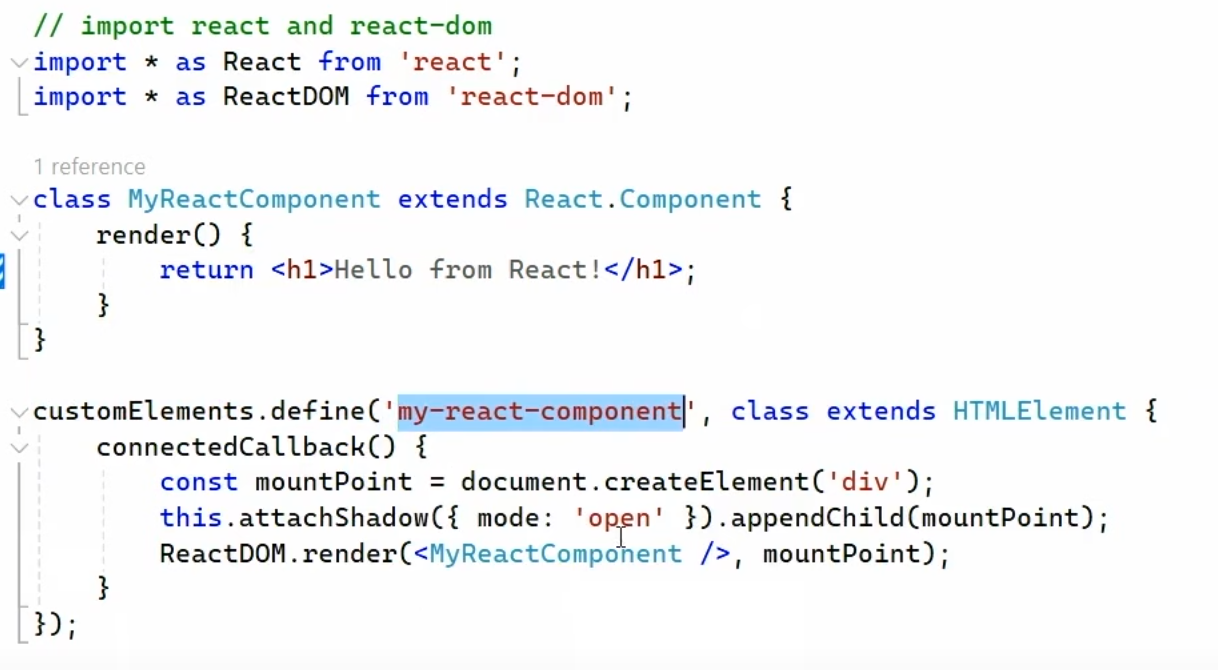 // import react and react-dom
import * as React from 'react';
import * as ReactDOM from 'react-dom';
1 reference
class MyReactComponent extends React.Component {
render() {
return <h1>Hello from React!</h1>;
}
}
customElements.define('my-react-component', class extends HTMLElement {
connectedCallback() {
const mountPoint = document.createElement('div');
this.attachShadow({ mode: 'open' }).appendChild(mountPoint);
ReactDOM.render(<MyReactComponent />, mountPoint);
}
});